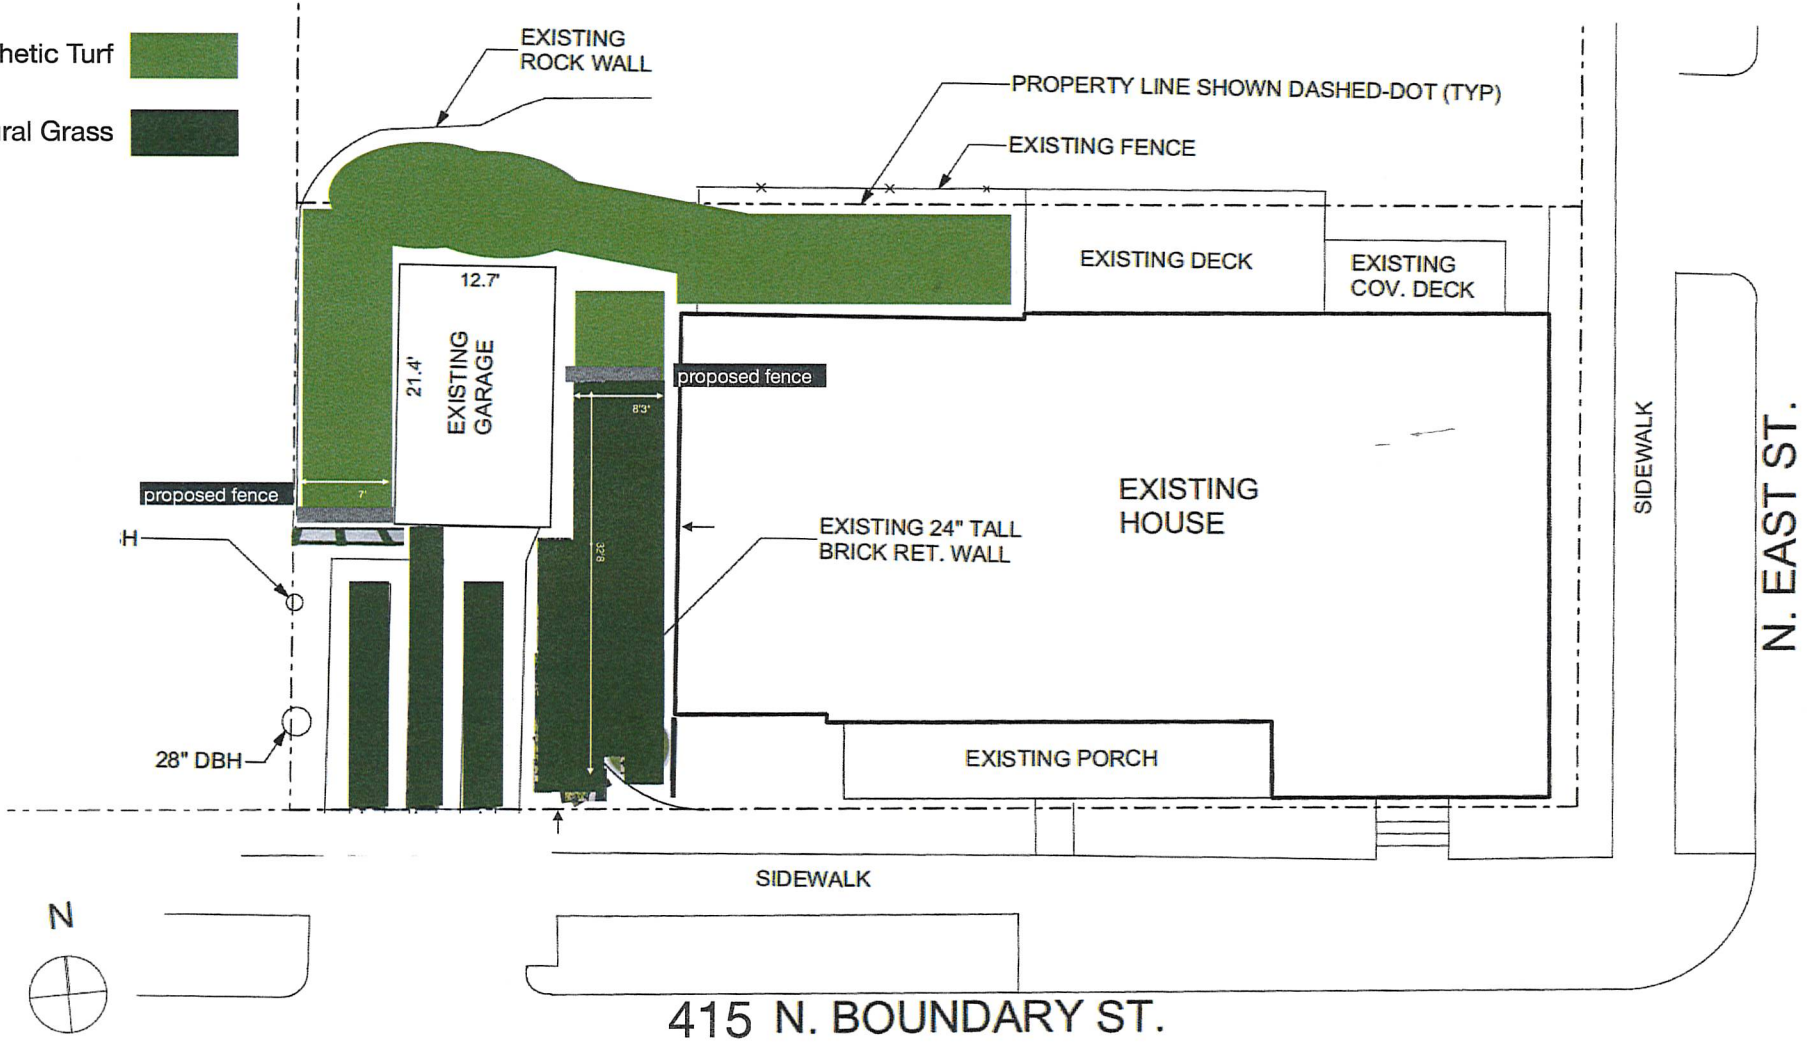 hetic Turf
ral Grass
EXISTING
ROCK WALL
PROPERTY LINE SHOWN DASHED-DOT (TYP)
EXISTING FENCE
EXISTING DECK
EXISTING
COV. DECK
12.7'
21.4'
EXISTING
GARAGE
proposed fence
8'3'
proposed fence
7'
H
EXISTING
HOUSE
EXISTING 24" TALL
BRICK RET. WALL
32'8
28" DBH
EXISTING PORCH
SIDEWALK
N. EAST ST.
SIDEWALK
N
415 N. BOUNDARY ST.